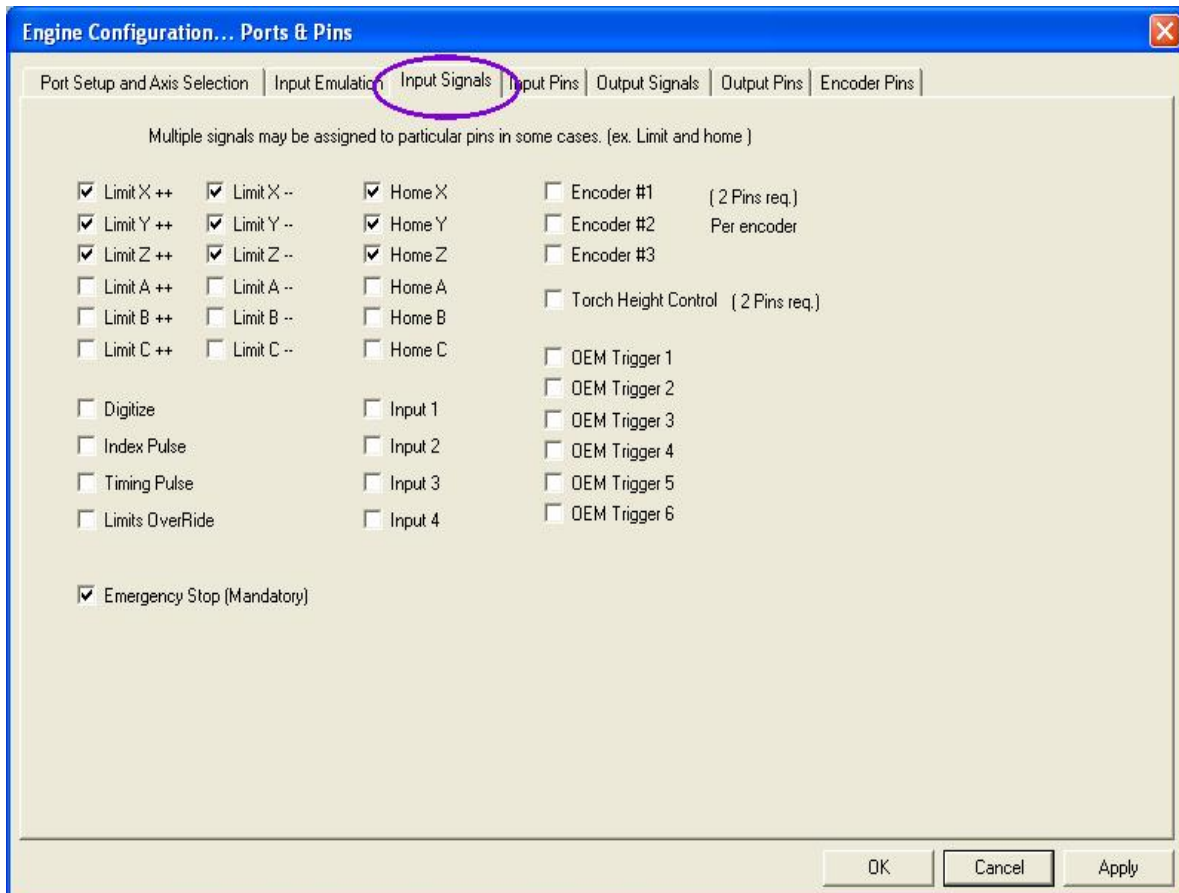 Engine Configuration... Ports & Pins
Port Setup and Axis Selection
Input Emulation
Input Signals
Input Pins
Output Signals
Output Pins
Encoder Pins
Multiple signals may be assigned to particular pins in some cases. (ex. Limit and home )
Limit X ++
Limit X --
Home X
Encoder #1
( 2 Pins req.)
Limit Y ++
Limit Y --
Home Y
Encoder #2
Per encoder
Limit Z ++
Limit Z --
Home Z
Encoder #3
Limit A ++
Limit A --
Home A
Torch Height Control
( 2 Pins req.)
Limit B ++
Limit B --
Home B
Limit C ++
Limit C --
Home C
OEM Trigger 1
OEM Trigger 2
Digitize
Input 1
OEM Trigger 3
Index Pulse
Input 2
OEM Trigger 4
Timing Pulse
Input 3
OEM Trigger 5
Limits OverRide
Input 4
OEM Trigger 6
Emergency Stop (Mandatory)
OK
Cancel
Apply